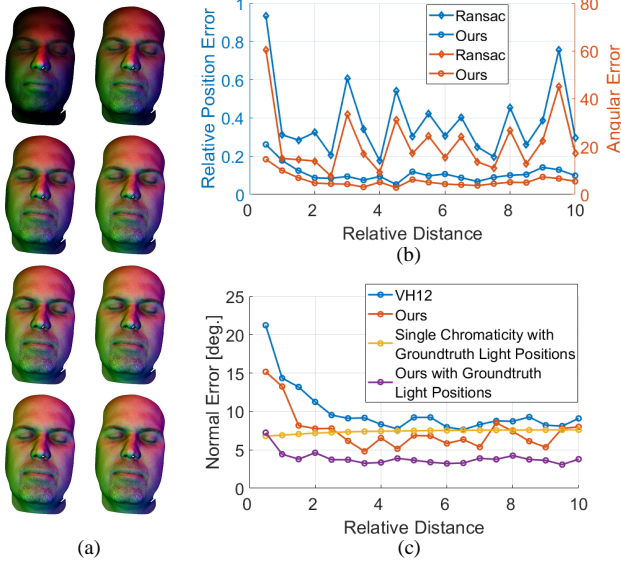 1
0.8
0.6
0.4
0.2
0
Relative Position Error
80
60
40
20
0
Angular Error
Ransac
Ours
Ransac
Ours
0 2 4 6 8 10
Relative Distance
(b)
25
20
15
10
5
0
Normal Error [deg.]
VH12
Ours
Single Chromaticity with
Groundtruth Light Positions
Ours with Groundtruth
Light Positions
0 2 4 6 8 10
Relative Distance
(a)
(c)